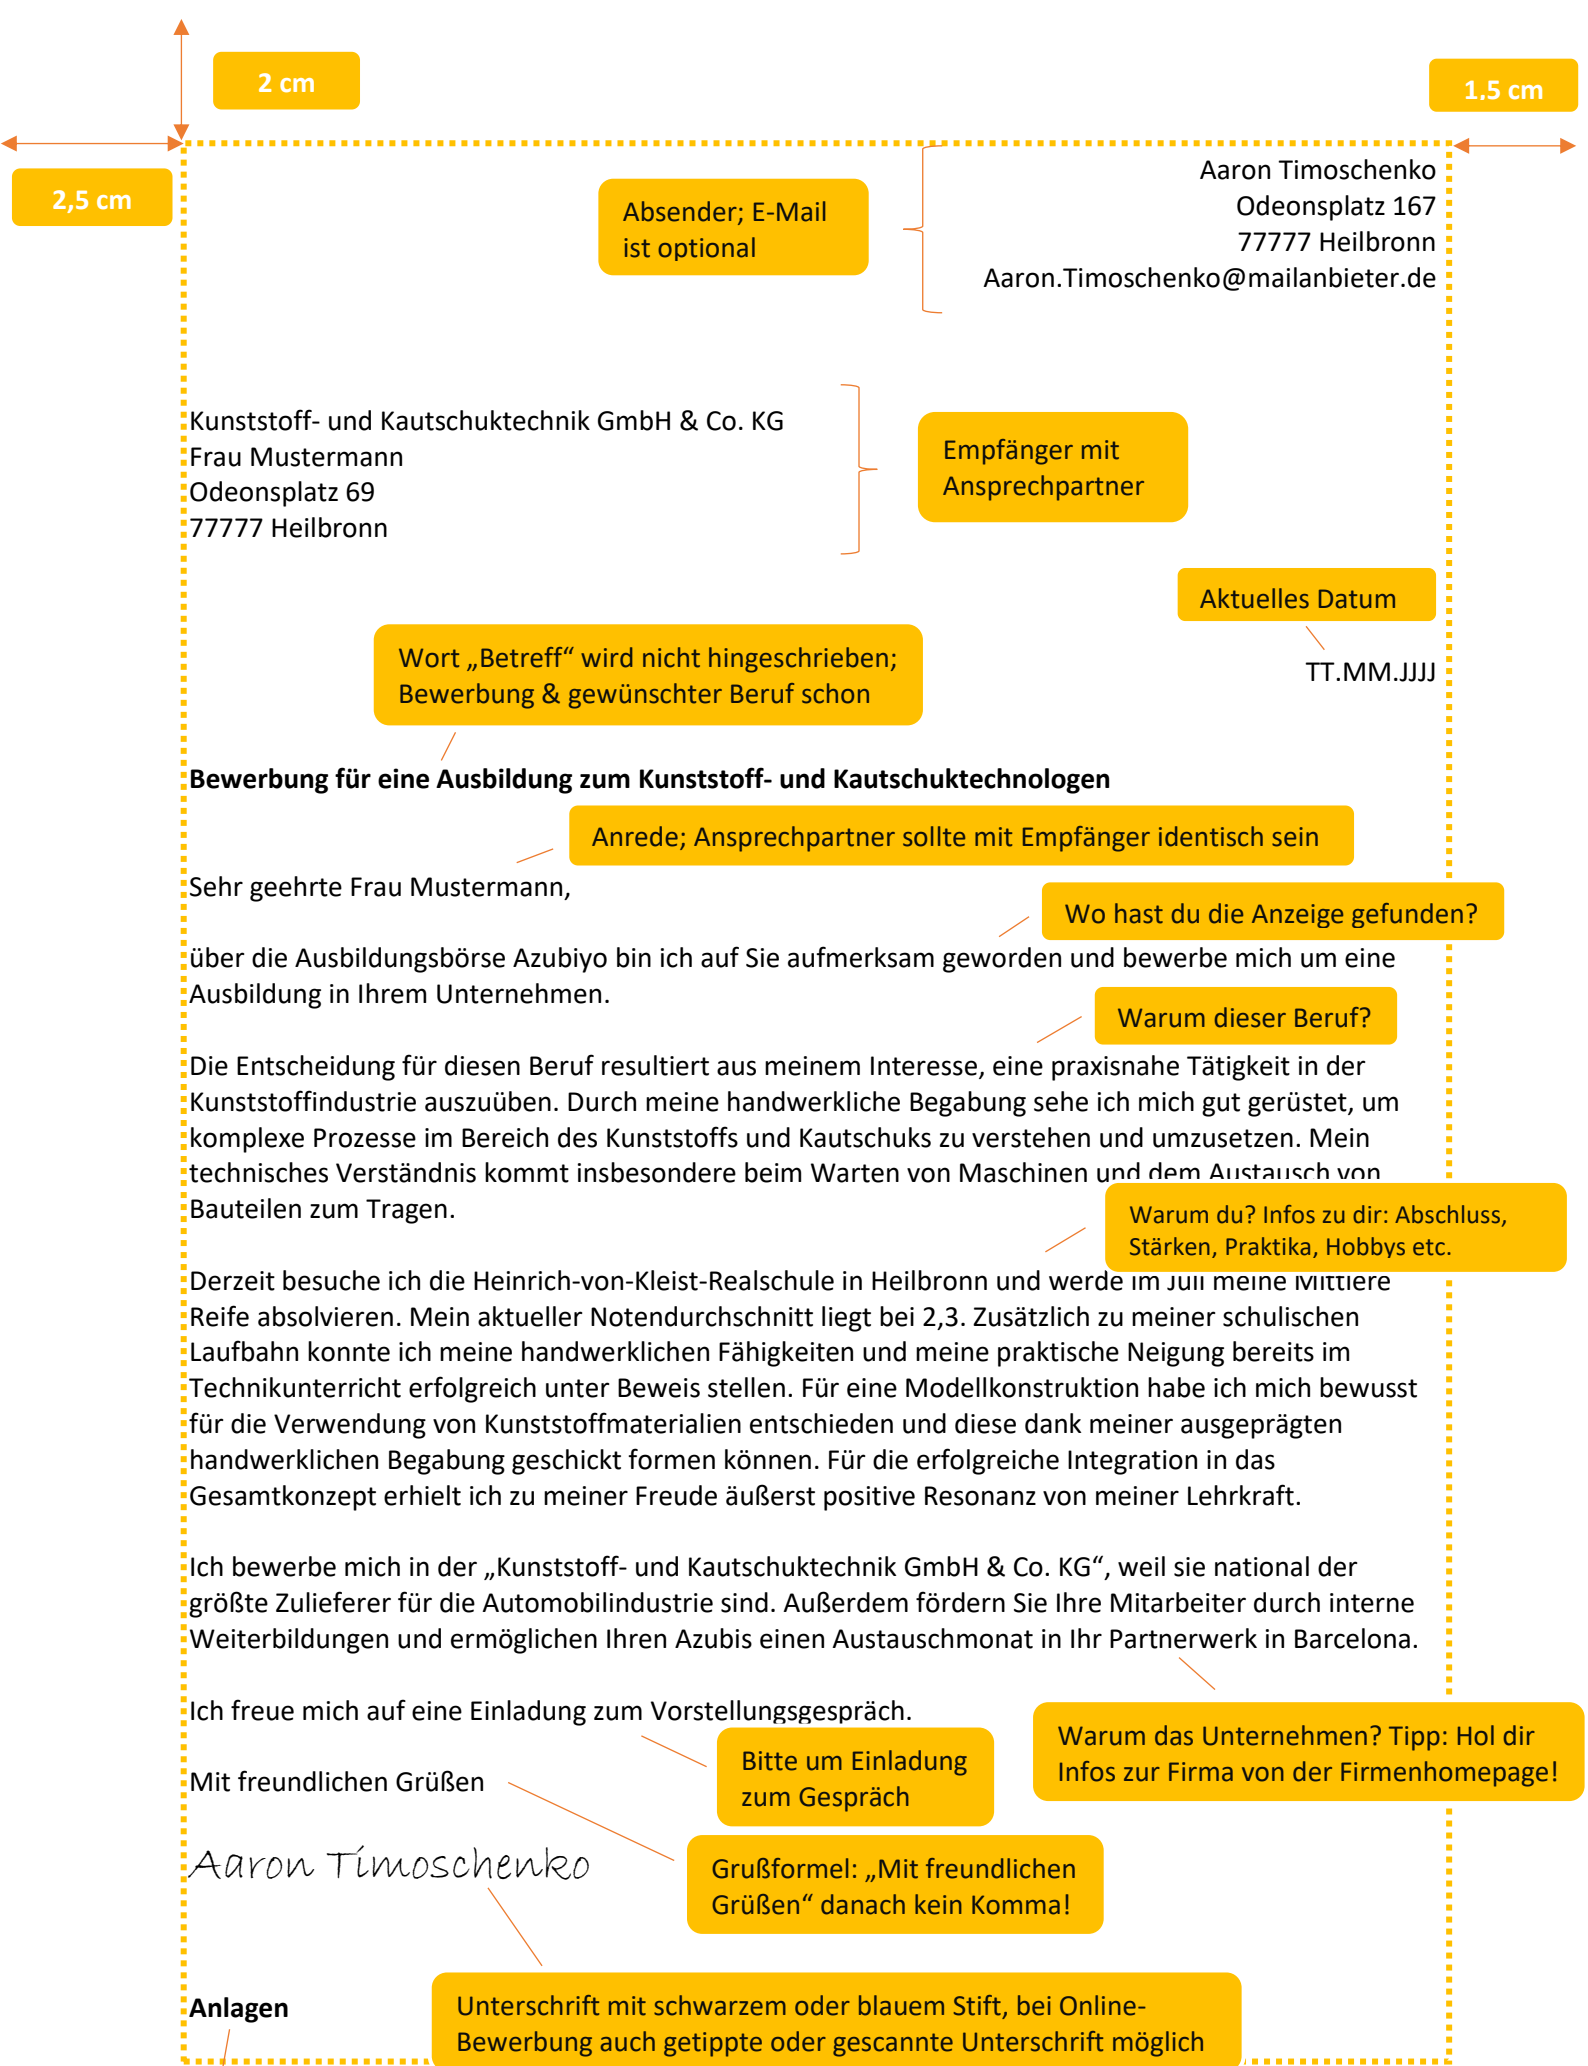 2 cm
1,5 cm
2,5 cm
Absender; E-Mail
ist optional
Aaron Timoschenko
Odeonsplatz 167
77777 Heilbronn
Aaron.Timoschenko@mailanbieter.de
Kunststoff- und Kautschuktechnik GmbH & Co. KG
Frau Mustermann
Odeonsplatz 69
77777 Heilbronn
Empfänger mit
Ansprechpartner
Aktuelles Datum
TT.MM.JJJJ
Wort „Betreff“ wird nicht hingeschrieben;
Bewerbung & gewünschter Beruf schon
Bewerbung für eine Ausbildung zum Kunststoff- und Kautschuktechnologen
Anrede; Ansprechpartner sollte mit Empfänger identisch sein
Sehr geehrte Frau Mustermann,
Wo hast du die Anzeige gefunden?
über die Ausbildungsbörse Azubiyo bin ich auf Sie aufmerksam geworden und bewerbe mich um eine
Ausbildung in Ihrem Unternehmen.
Warum dieser Beruf?
Die Entscheidung für diesen Beruf resultiert aus meinem Interesse, eine praxisnahe Tätigkeit in der
Kunststoffindustrie auszuüben. Durch meine handwerkliche Begabung sehe ich mich gut gerüstet, um
komplexe Prozesse im Bereich des Kunststoffs und Kautschuks zu verstehen und umzusetzen. Mein
technisches Verständnis kommt insbesondere beim Warten von Maschinen und dem Austausch von
Bauteilen zum Tragen.
Warum du? Infos zu dir: Abschluss,
Stärken, Praktika, Hobbys etc.
Derzeit besuche ich die Heinrich-von-Kleist-Realschule in Heilbronn und werde im Juli meine Mittlere
Reife absolvieren. Mein aktueller Notendurchschnitt liegt bei 2,3. Zusätzlich zu meiner schulischen
Laufbahn konnte ich meine handwerklichen Fähigkeiten und meine praktische Neigung bereits im
Technikunterricht erfolgreich unter Beweis stellen. Für eine Modellkonstruktion habe ich mich bewusst
für die Verwendung von Kunststoffmaterialien entschieden und diese dank meiner ausgeprägten
handwerklichen Begabung geschickt formen können. Für die erfolgreiche Integration in das
Gesamtkonzept erhielt ich zu meiner Freude äußerst positive Resonanz von meiner Lehrkraft.
Ich bewerbe mich in der „Kunststoff- und Kautschuktechnik GmbH & Co. KG“, weil sie national der
größte Zulieferer für die Automobilindustrie sind. Außerdem fördern Sie Ihre Mitarbeiter durch interne
Weiterbildungen und ermöglichen Ihren Azubis einen Austauschmonat in Ihr Partnerwerk in Barcelona.
Ich freue mich auf eine Einladung zum Vorstellungsgespräch.
Warum das Unternehmen? Tipp: Hol dir
Infos zur Firma von der Firmenhomepage!
Bitte um Einladung
zum Gespräch
Mit freundlichen Grüßen
Aaron Timoschenko
Grußformel: „Mit freundlichen
Grüßen“ danach kein Komma!
Anlagen
Unterschrift mit schwarzem oder blauem Stift, bei Online-
Bewerbung auch getippte oder gescannte Unterschrift möglich